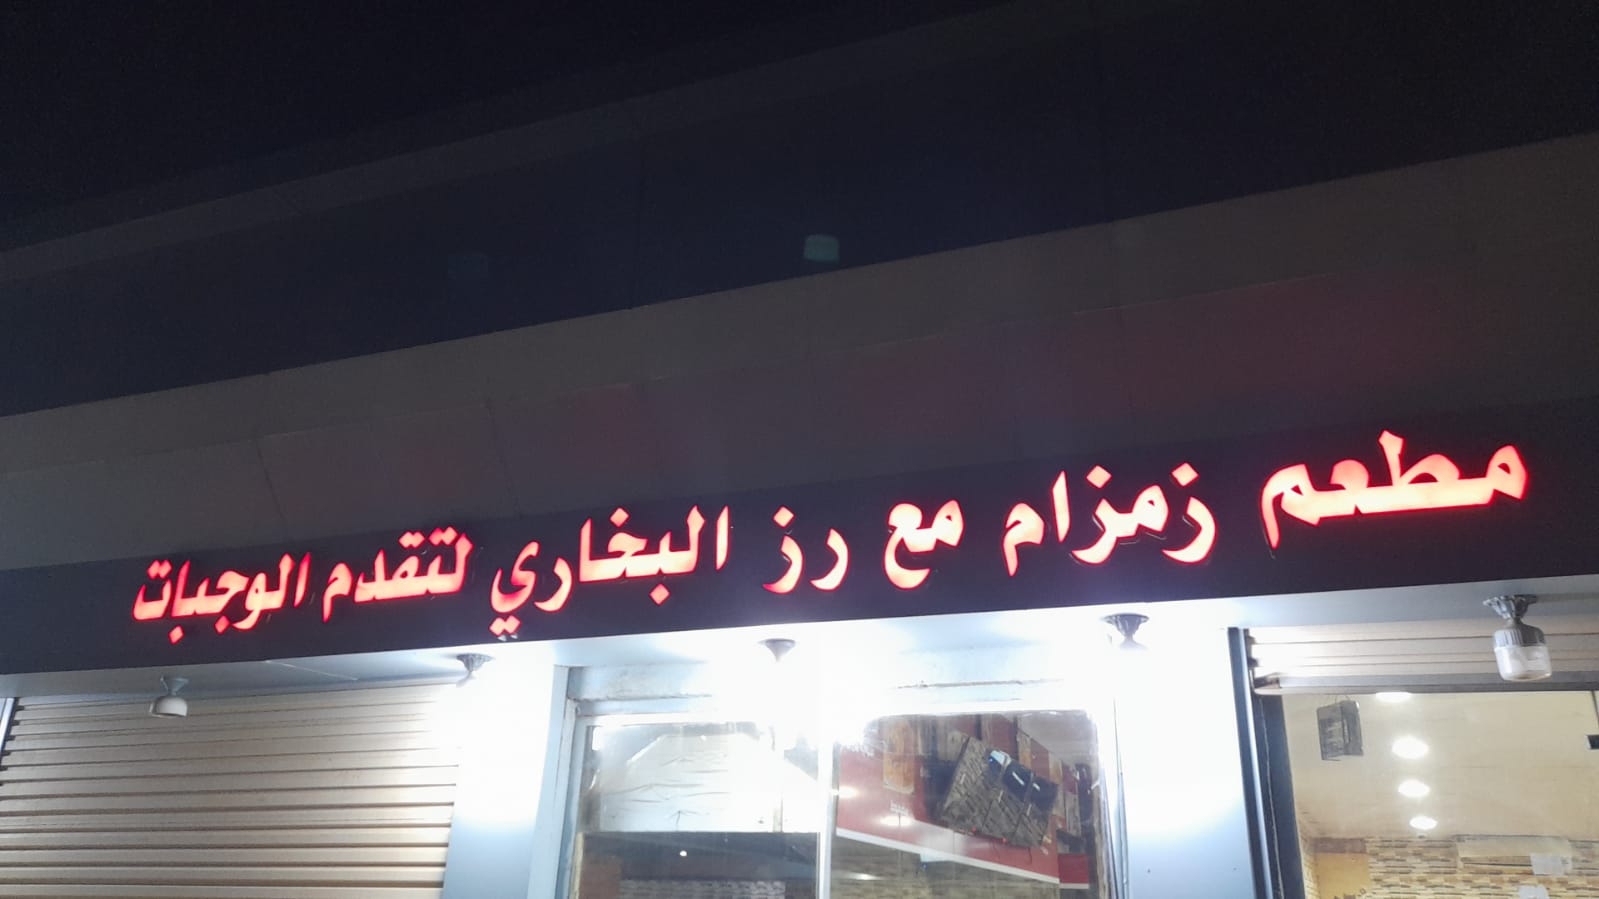 مطعم زمزام مع رز البخاري لتقدم الوجبات